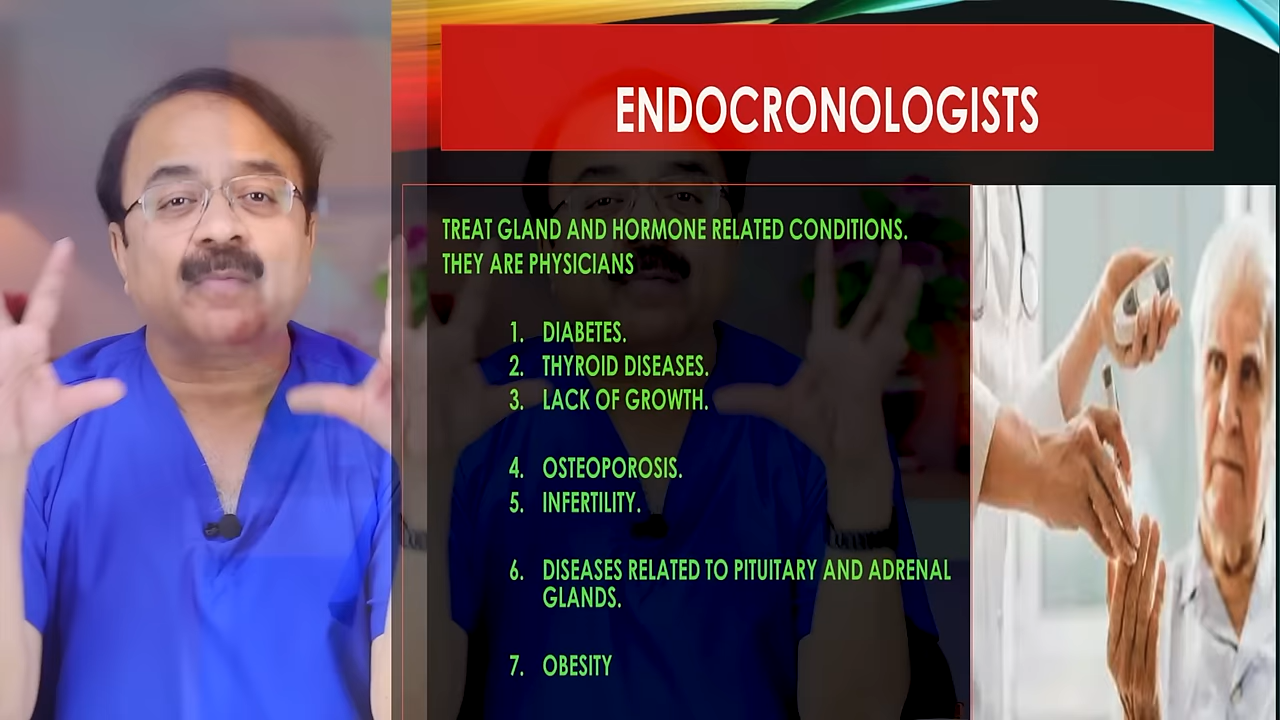 ENDOCRONOLOGISTS
TREAT GLAND AND HORMONE RELATED CONDITIONS.
THEY ARE PHYSICIANS
1. DIABETES.
2. THYROID DISEASES.
3. LACK OF GROWTH.
4. OSTEOPOROSIS.
5. INFERTILITY.
6. DISEASES RELATED TO PITUITARY AND ADRENAL
GLANDS.
7. OBESITY